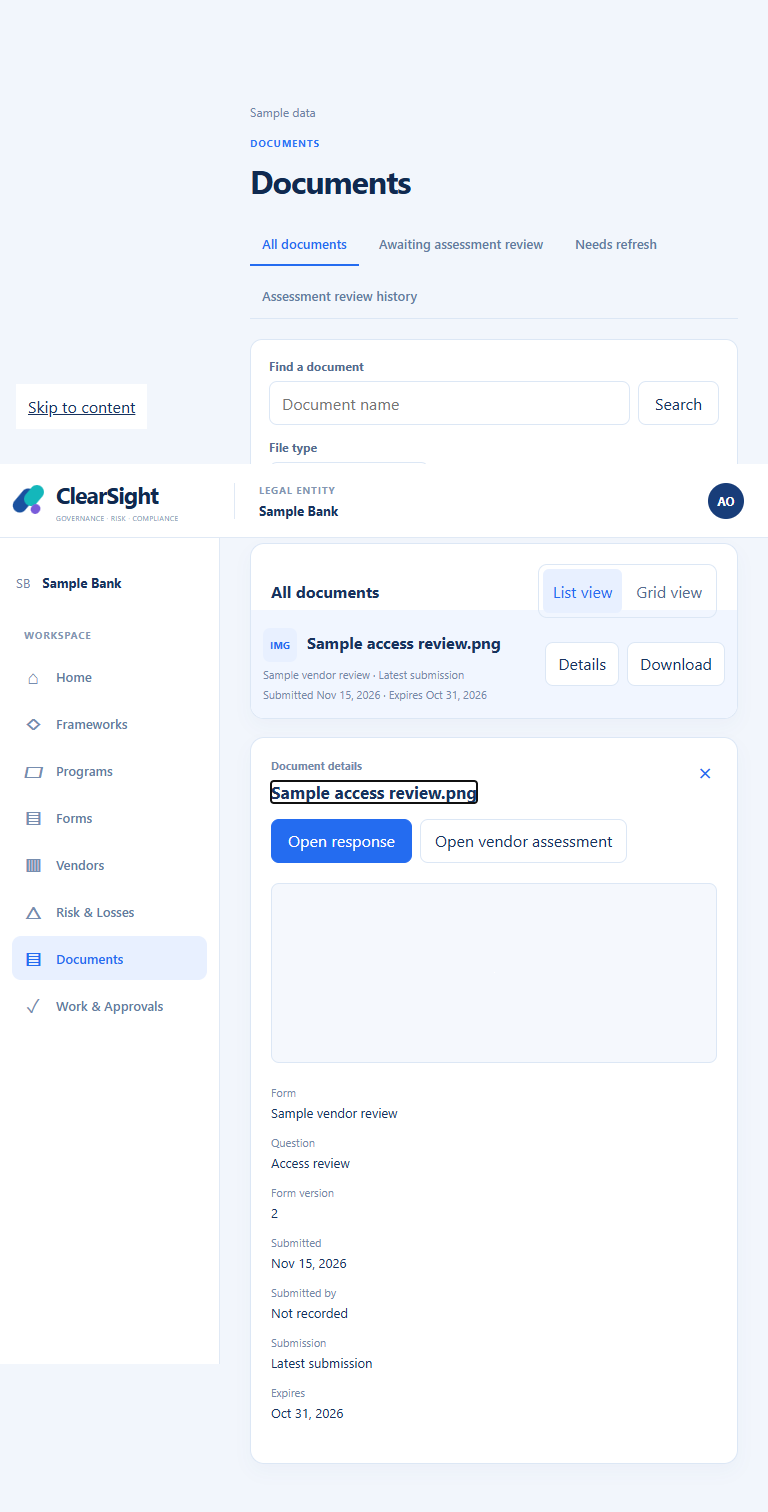 Sample data
DOCUMENTS
Documents
All documents
Awaiting assessment review
Needs refresh
Assessment review history
Find a document
Document name
Search
File type
Skip to content
ClearSight
GOVERNANCE · RISK · COMPLIANCE
LEGAL ENTITY
Sample Bank
AO
SB Sample Bank
WORKSPACE
Home
Frameworks
Programs
Forms
Vendors
Risk & Losses
Documents
Work & Approvals
All documents
List view
Grid view
IMG
Sample access review.png
Sample vendor review · Latest submission
Submitted Nov 15, 2026 · Expires Oct 31, 2026
Details
Download
Document details
Sample access review.png
Open response
Open vendor assessment
Form
Sample vendor review
Question
Access review
Form version
2
Submitted
Nov 15, 2026
Submitted by
Not recorded
Submission
Latest submission
Expires
Oct 31, 2026